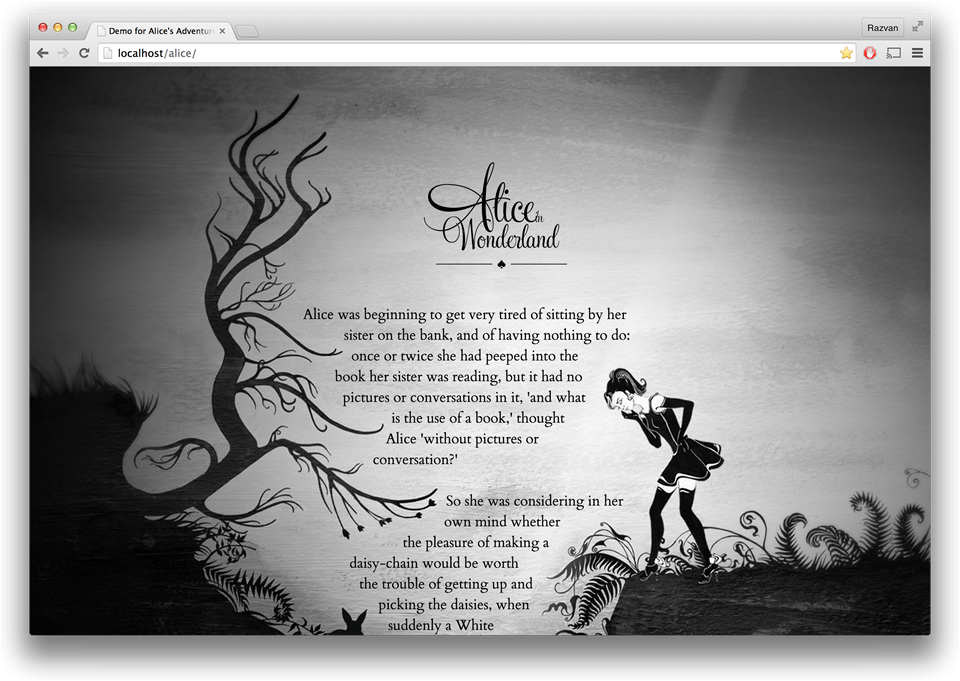 Demo for Alice's Adventur
Razvan
localhost/alice/
Alice in
Wonderland
Alice was beginning to get very tired of sitting by her
sister on the bank, and of having nothing to do:
once or twice she had peeped into the
book her sister was reading, but it had no
pictures or conversations in it, 'and what
is the use of a book,' thought
Alice 'without pictures or
conversation?'
So she was considering in her
own mind whether
the pleasure of making a
daisy-chain would be worth
the trouble of getting up and
picking the daisies, when
suddenly a White